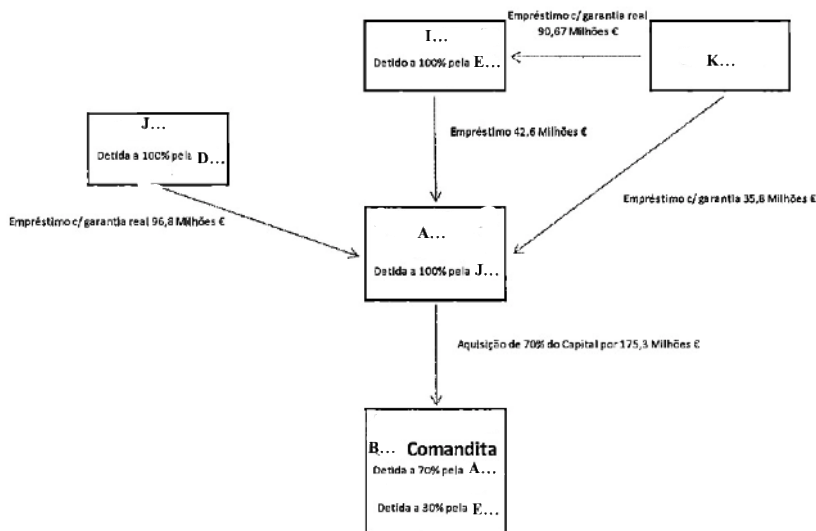 Empréstimo c/garantia real
90,67 Milhões €
I...
Detido a 100% pela E...
K...
J...
Detida a 100% pela D...
Empréstimo 42,6 Milhões €
Empréstimo c/ garantia real 96,8 Milhões €
Empréstimo c/garantia 35,8 Milhões €
A...
Detida a 100% pela J...
Aquisição de 70% do Capital por 175,3 Milhões €
B... Comandita
Detida a 70% pela A...
Detida a 30% pela E...